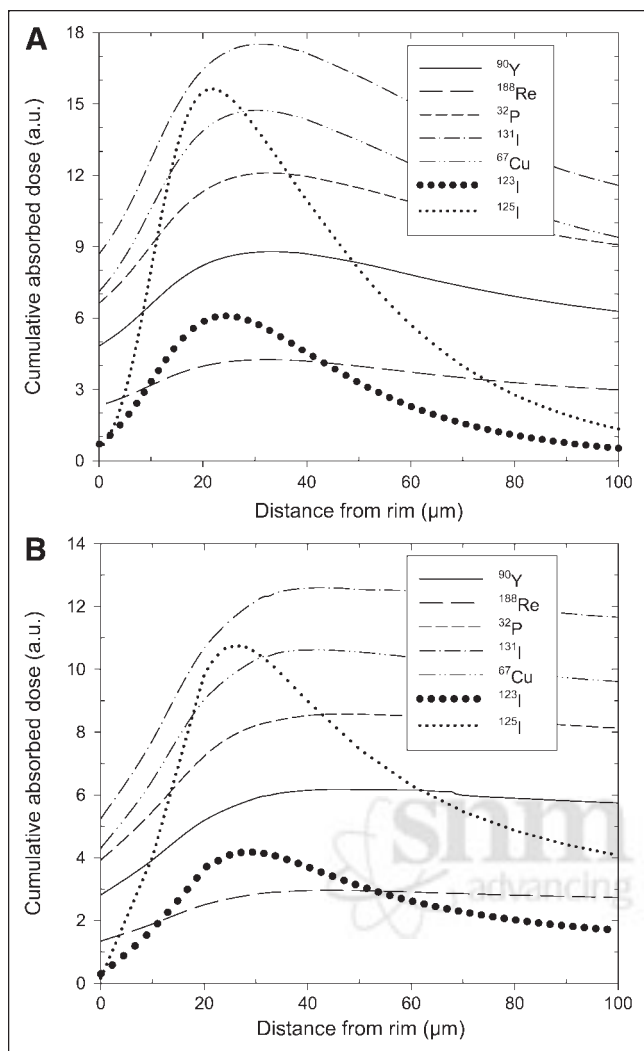 A
Cumulative absorbed dose (a.u.)
18
15
12
9
6
3
0
⁹⁰Y
¹⁸⁸Re
³²P
¹³¹I
⁶⁷Cu
¹²³I
¹²⁵I
0 20 40 60 80 100
Distance from rim (µm)
B
Cumulative absorbed dose (a.u.)
14
12
10
8
6
4
2
0
⁹⁰Y
¹⁸⁸Re
³²P
¹³¹I
⁶⁷Cu
¹²³I
¹²⁵I
snm
advancing
0 20 40 60 80 100
Distance from rim (µm)